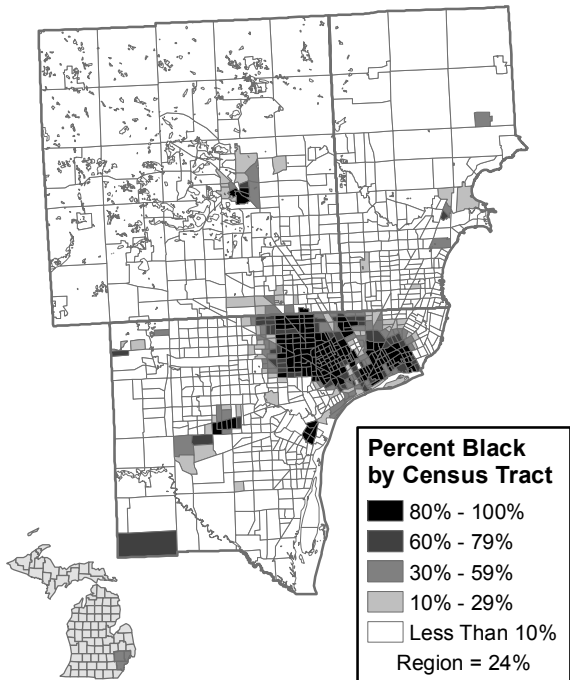 Percent Black
by Census Tract
80% - 100%
60% - 79%
30% - 59%
10% - 29%
Less Than 10%
Region = 24%